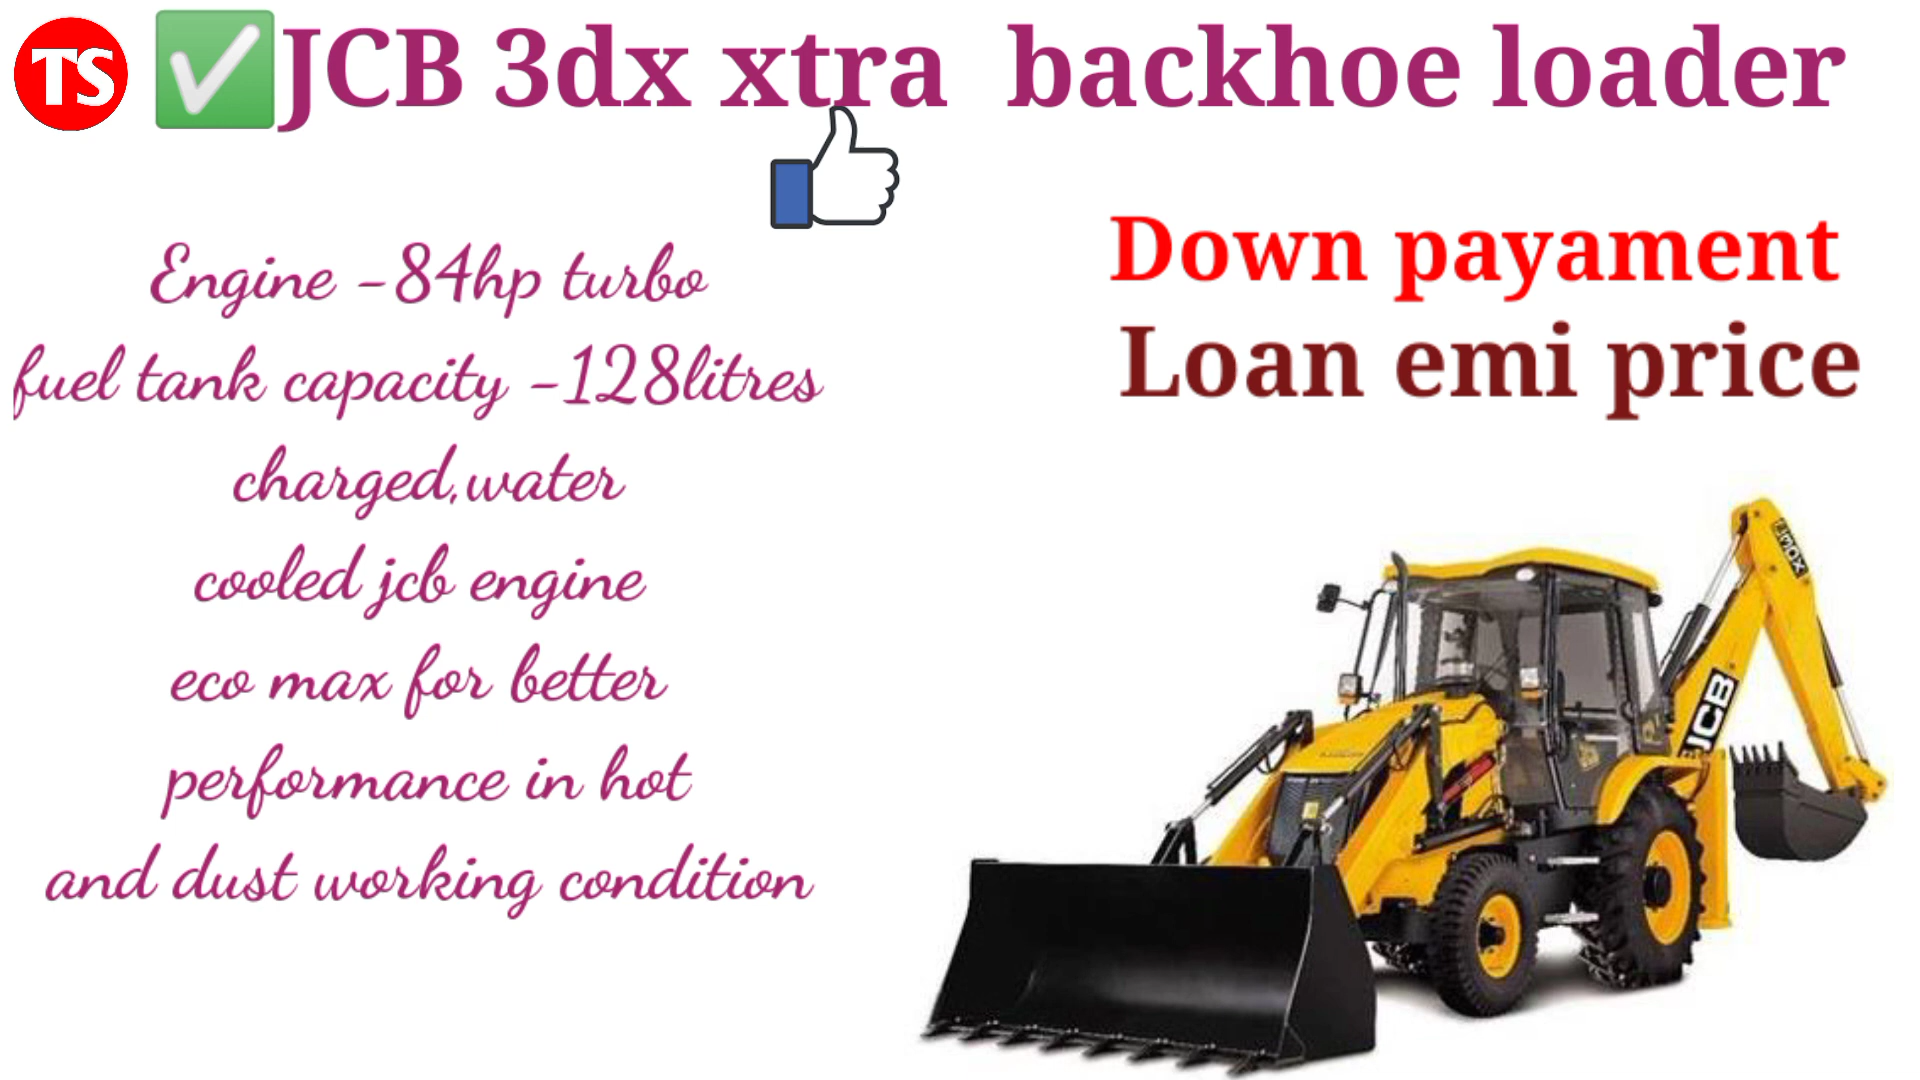 TS
✅JCB 3dx xtra backhoe loader
Down payament
Loan emi price
Engine -84hp turbo
fuel tank capacity -128litres
charged,water
cooled jcb engine
eco max for better
performance in hot
and dust working condition
3DX
JCB